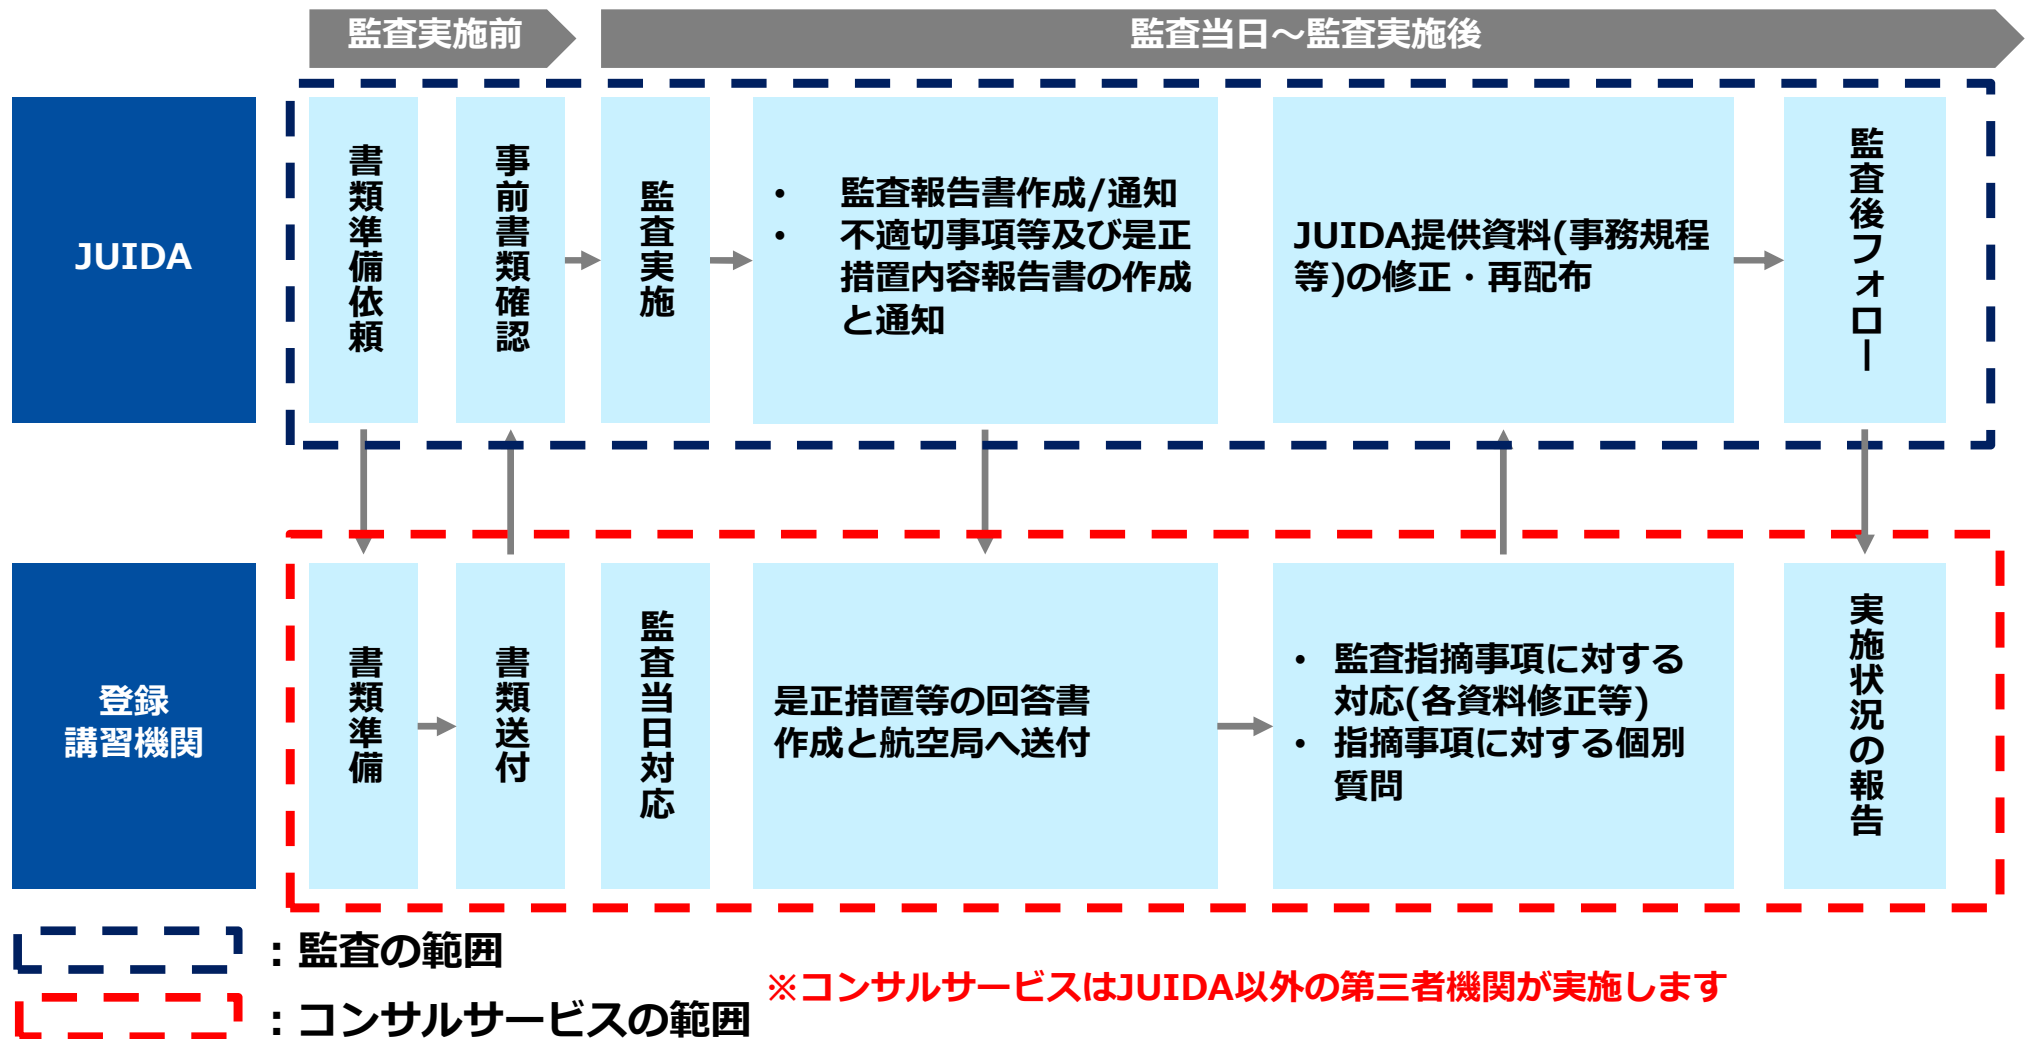 監査実施前
監査当日～監査実施後
JUIDA
書類準備依頼
事前書類確認
監査実施
• 監査報告書作成/通知
• 不適切事項等及び是正
措置内容報告書の作成
と通知
JUIDA提供資料(事務規程
等)の修正・再配布
監査後フォロー
登録
講習機関
書類準備
書類送付
監査当日対応
是正措置等の回答書
作成と航空局へ送付
• 監査指摘事項に対する
対応(各資料修正等)
• 指摘事項に対する個別
質問
実施状況の報告
：監査の範囲
：コンサルサービスの範囲
※コンサルサービスはJUIDA以外の第三者機関が実施します